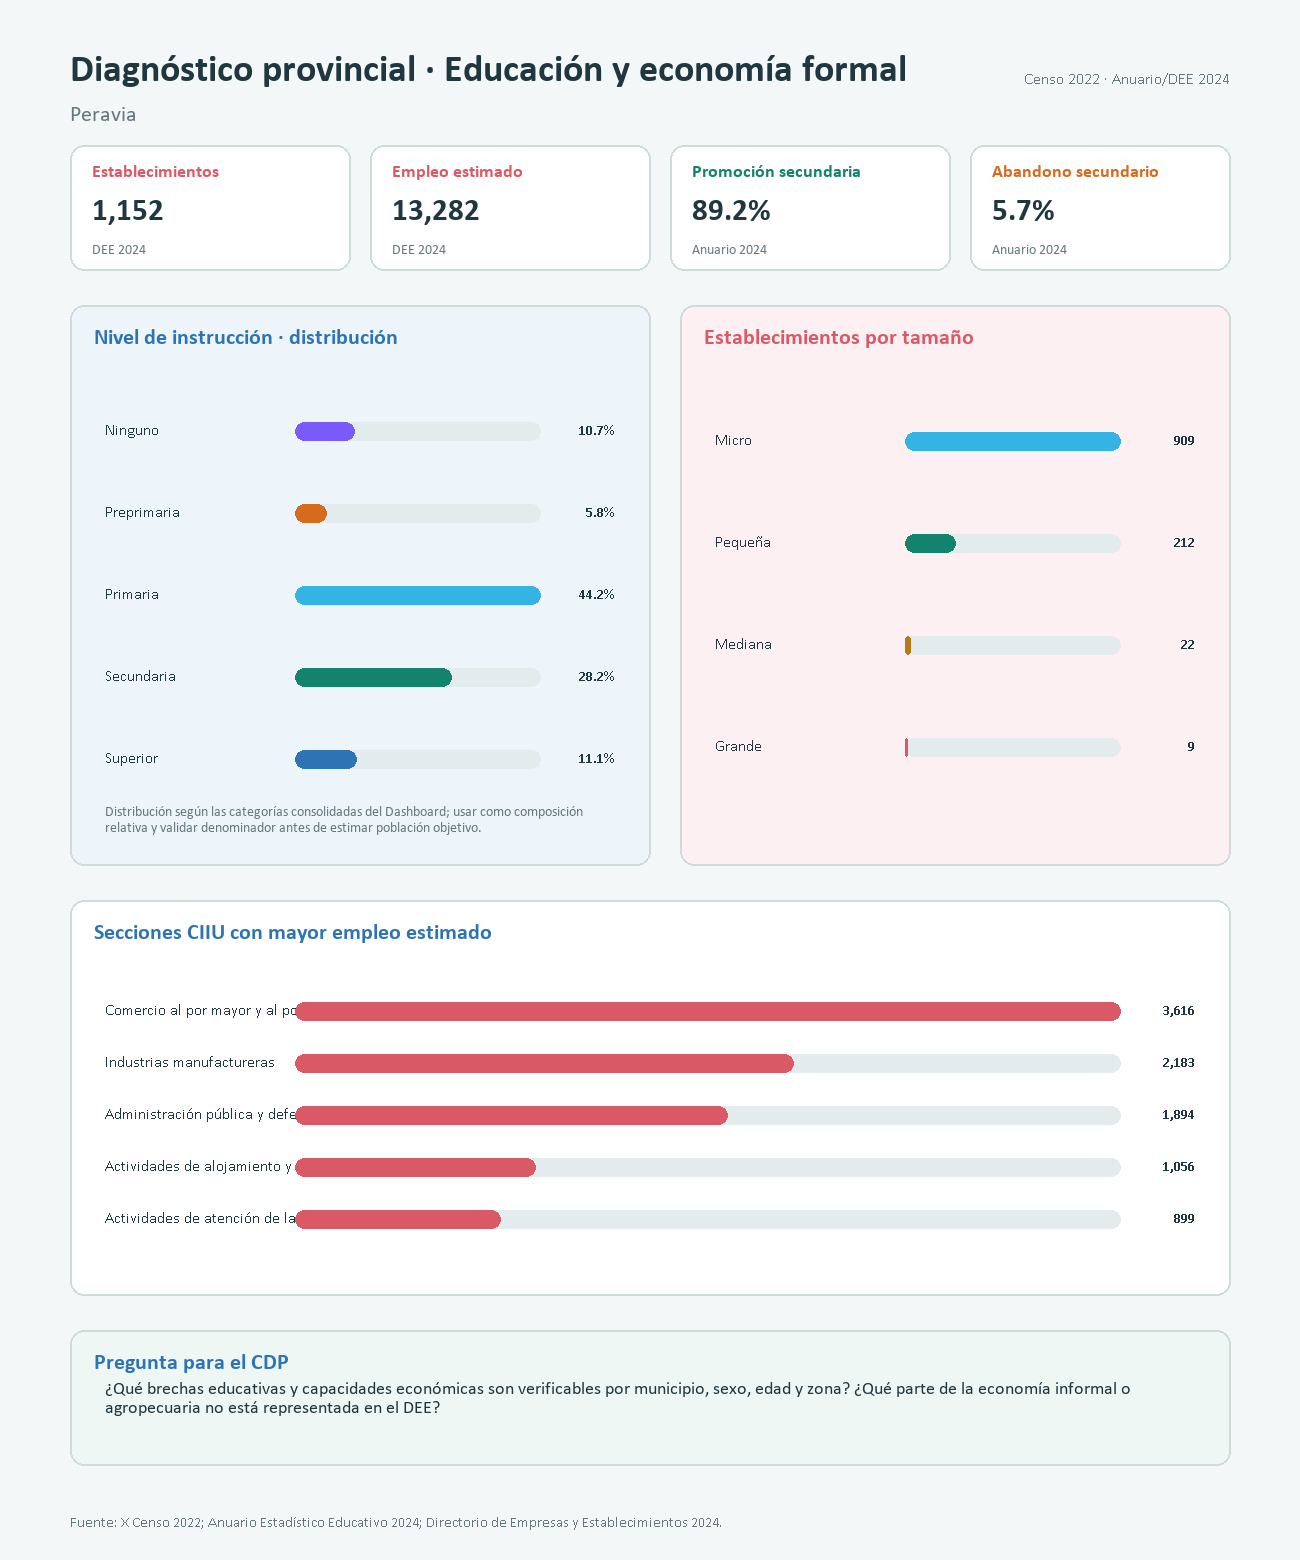 Diagnóstico provincial · Educación y economía formal
Censo 2022 · Anuario/DEE 2024
Peravia
Establecimientos
1,152
DEE 2024
Empleo estimado
13,282
DEE 2024
Promoción secundaria
89.2%
Anuario 2024
Abandono secundario
5.7%
Anuario 2024
Nivel de instrucción · distribución
Ninguno 10.7%
Preprimaria 5.8%
Primaria 44.2%
Secundaria 28.2%
Superior 11.1%
Distribución según las categorías consolidadas del Dashboard; usar como composición
relativa y validar denominador antes de estimar población objetivo.
Establecimientos por tamaño
Micro 909
Pequeña 212
Mediana 22
Grande 9
Secciones CIIU con mayor empleo estimado
Comercio al por mayor y al po 3,616
Industrias manufactureras 2,183
Administración pública y defe 1,894
Actividades de alojamiento y 1,056
Actividades de atención de la 899
Pregunta para el CDP
¿Qué brechas educativas y capacidades económicas son verificables por municipio, sexo, edad y zona? ¿Qué parte de la economía informal o
agropecuaria no está representada en el DEE?
Fuente: X Censo 2022; Anuario Estadístico Educativo 2024; Directorio de Empresas y Establecimientos 2024.